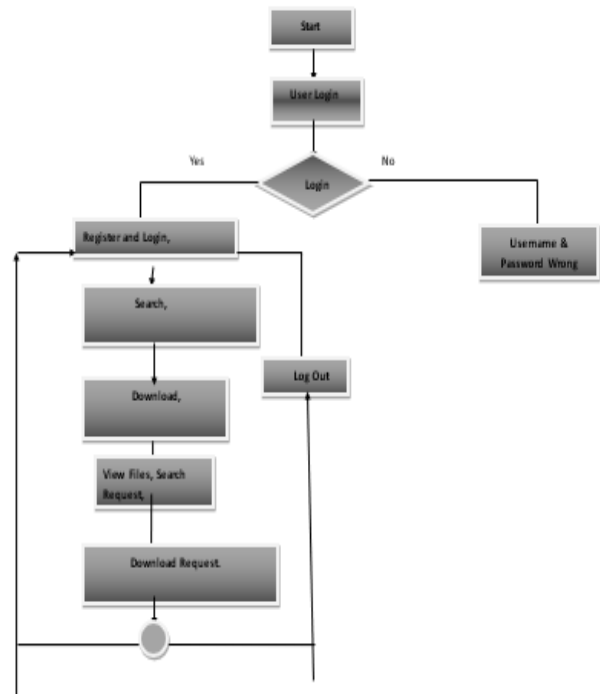 Start
User Login
Yes
No
Login
Register and Login,
Username &
Password Wrong
Search,
Log Out
Download,
View Files, Search
Request,
Download Request.